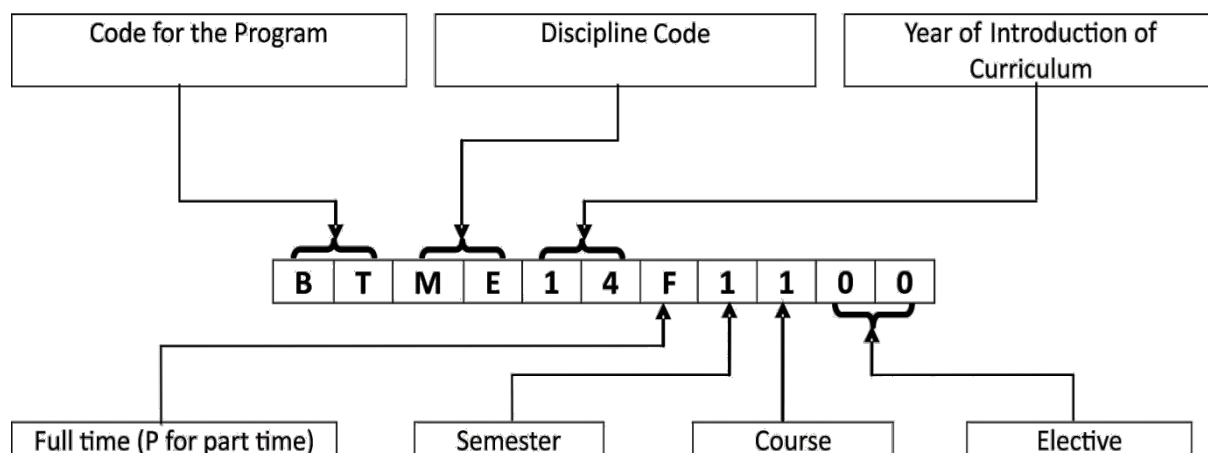 Code for the Program
Discipline Code
Year of Introduction of
Curriculum
B T M E 1 4 F 1 1 0 0
Full time (P for part time)
Semester
Course
Elective